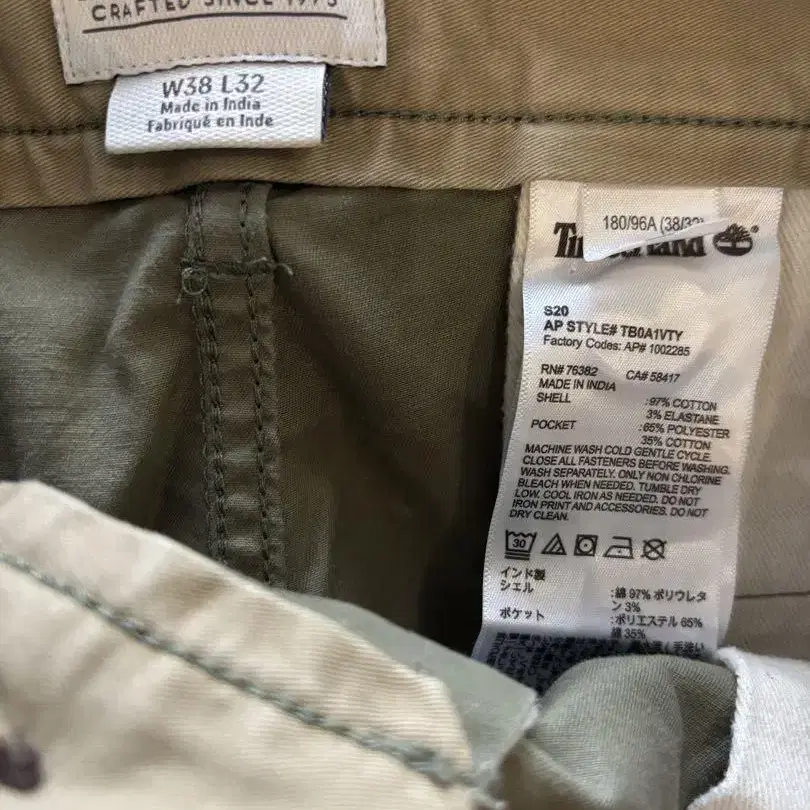 CRAFTED SINCE 1973
W38 L32
Made in India
Fabriqué en Inde
180/96A (38/32)
Timberland
S20
AP STYLE# TB0A1VTY
Factory Codes: AP# 1002285
RN# 76382 CA# 58417
MADE IN INDIA
SHELL :97% COTTON
3% ELASTANE
POCKET :65% POLYESTER
35% COTTON
MACHINE WASH COLD GENTLE CYCLE.
CLOSE ALL FASTENERS BEFORE WASHING.
WASH SEPARATELY. ONLY NON CHLORINE
BLEACH WHEN NEEDED. TUMBLE DRY
LOW. COOL IRON AS NEEDED. DO NOT
IRON PRINT AND ACCESSORIES. DO NOT
DRY CLEAN.
30
インド製
シェル :綿 97% ポリウレタ
ン 3%
ポケット :ポリエステル 65%
綿 35%